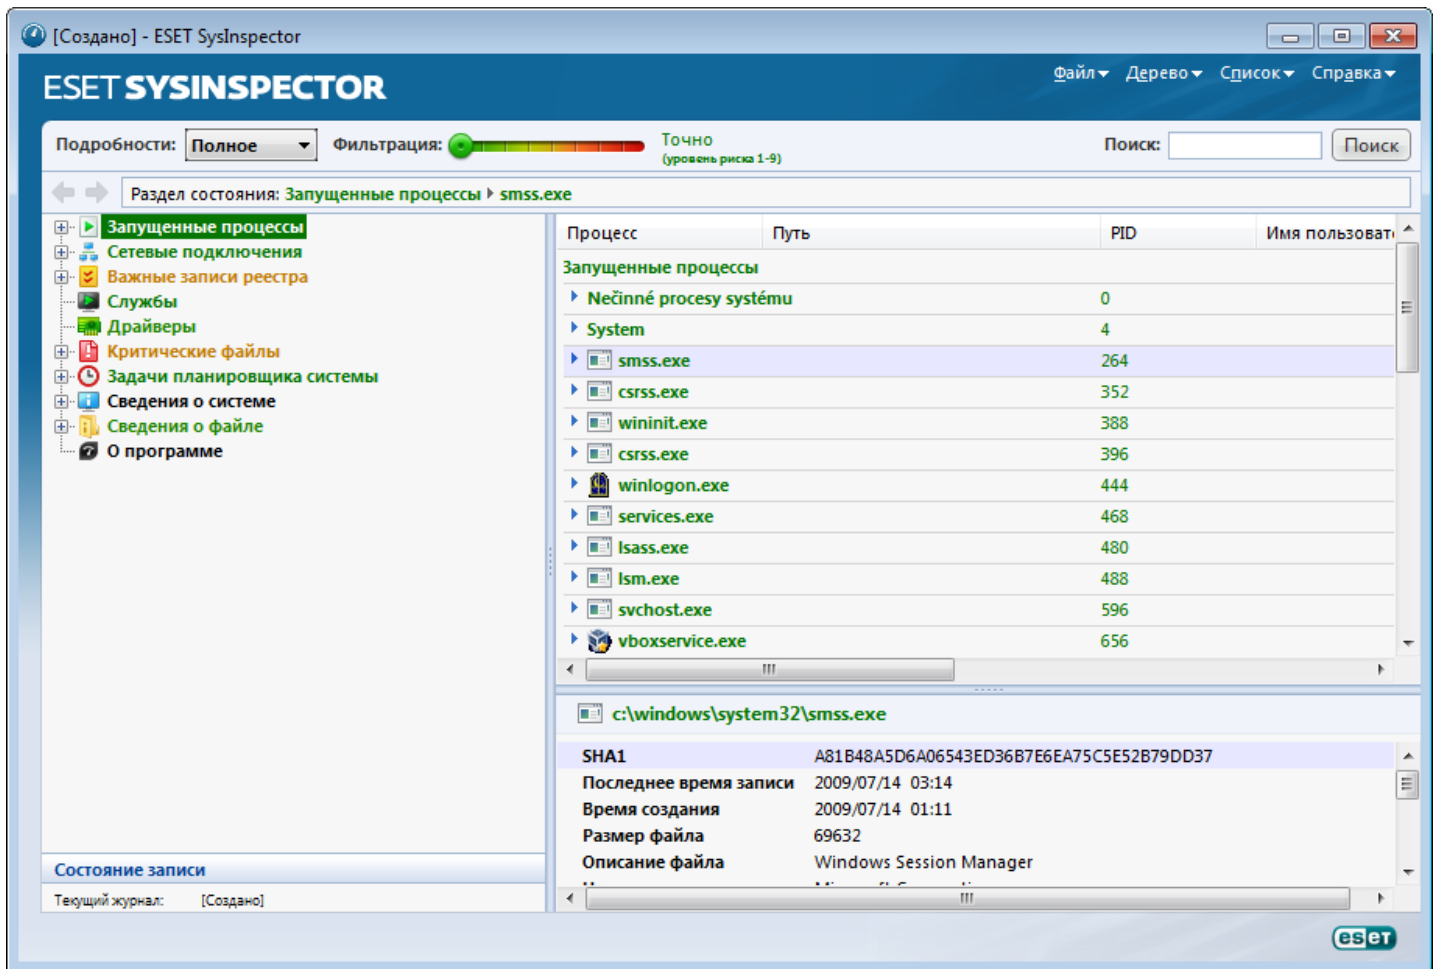 [Создано] - ESET SysInspector
ESET SYSINSPECTOR
Файл Дерево Список Справка
Подробности: Полное Фильтрация: Точно Поиск: Поиск
(уровень риска 1-9)
Раздел состояния: Запущенные процессы smss.exe
Запущенные процессы
Сетевые подключения
Важные записи реестра
Службы
Драйверы
Критические файлы
Задачи планировщика системы
Сведения о системе
Сведения о файле
О программе
Состояние записи
Текущий журнал: [Создано]
Процесс Путь PID Имя пользоват
Запущенные процессы
Nečinné procesy systému 0
System 4
smss.exe 264
csrss.exe 352
wininit.exe 388
csrss.exe 396
winlogon.exe 444
services.exe 468
lsass.exe 480
lsm.exe 488
svchost.exe 596
vboxservice.exe 656
c:\windows\system32\smss.exe
SHA1 A81B48A5D6A06543ED36B7E6EA75C5E52B79DD37
Последнее время записи 2009/07/14 03:14
Время создания 2009/07/14 01:11
Размер файла 69632
Описание файла Windows Session Manager
eseт